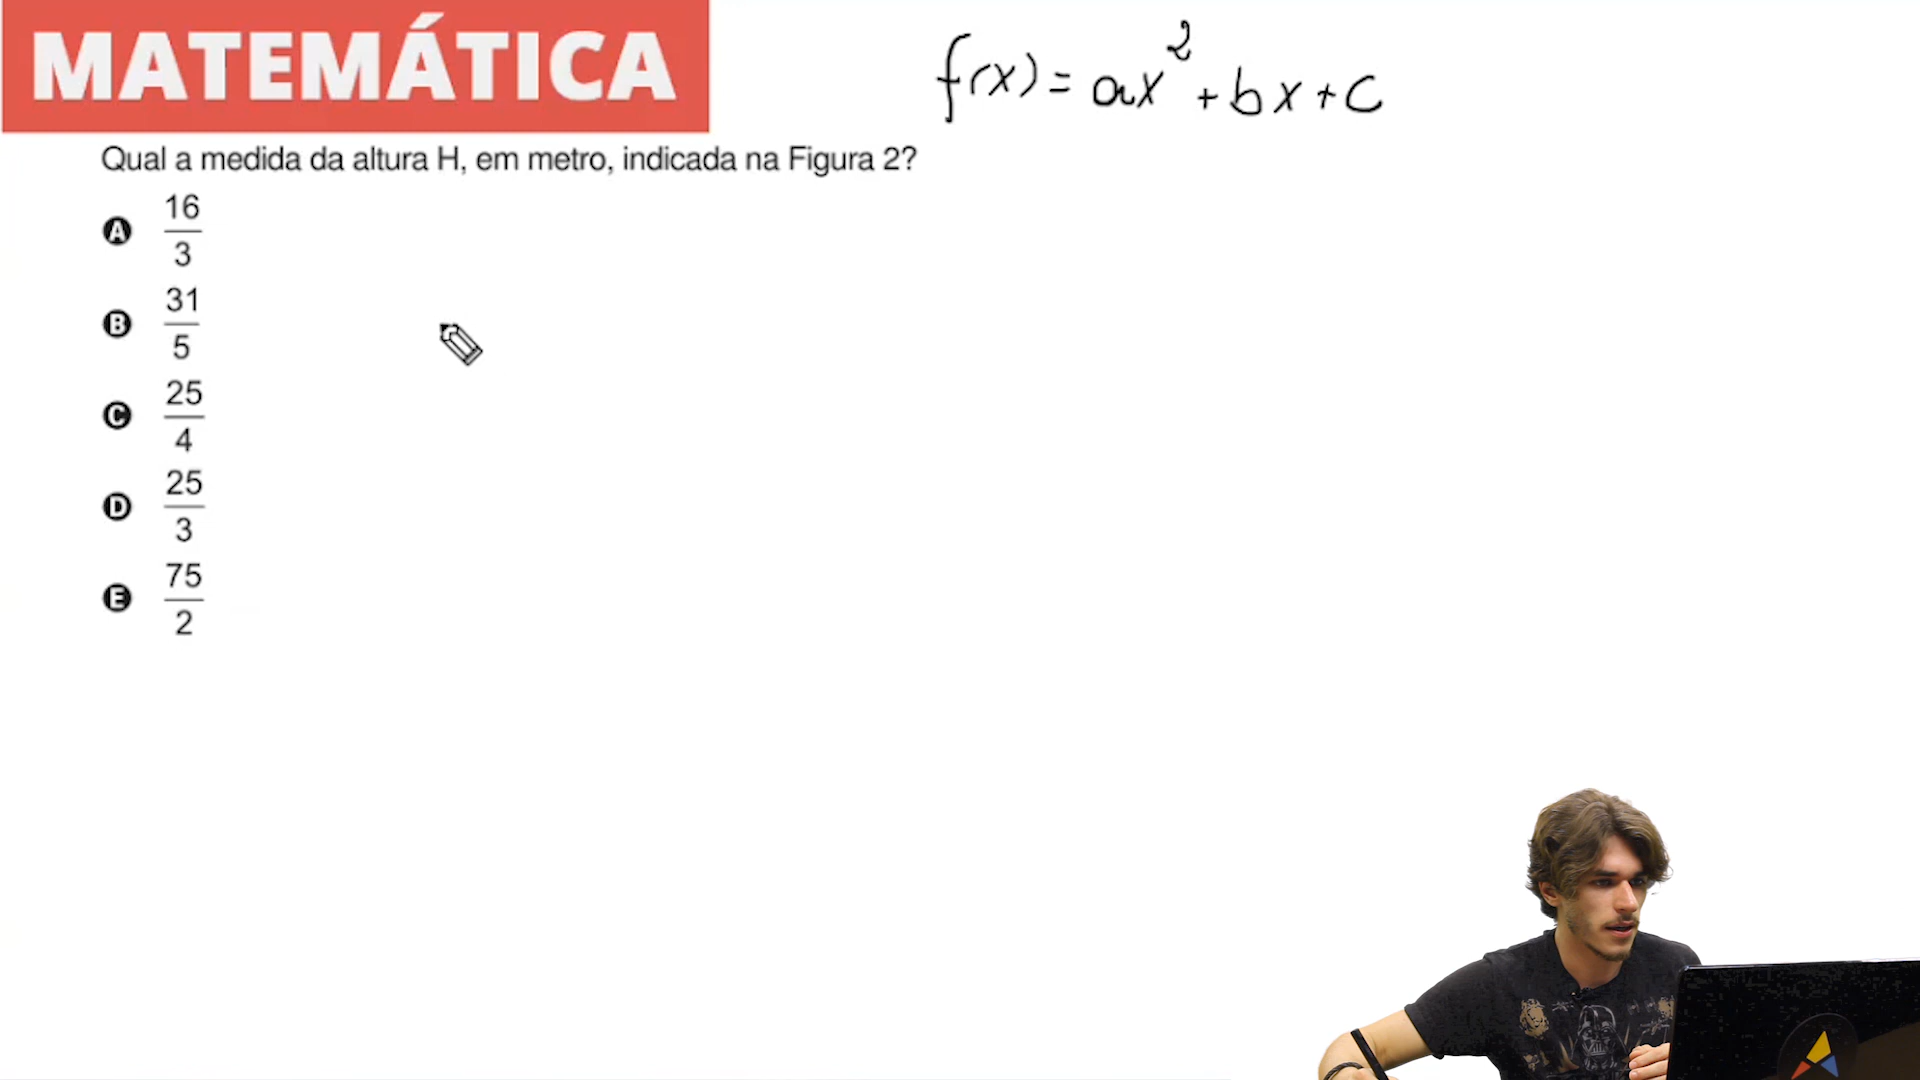 MATEMÁTICA
f(x) = ax² + bx + c
Qual a medida da altura H, em metro, indicada na Figura 2?
A 16/3
B 31/5
C 25/4
D 25/3
E 75/2